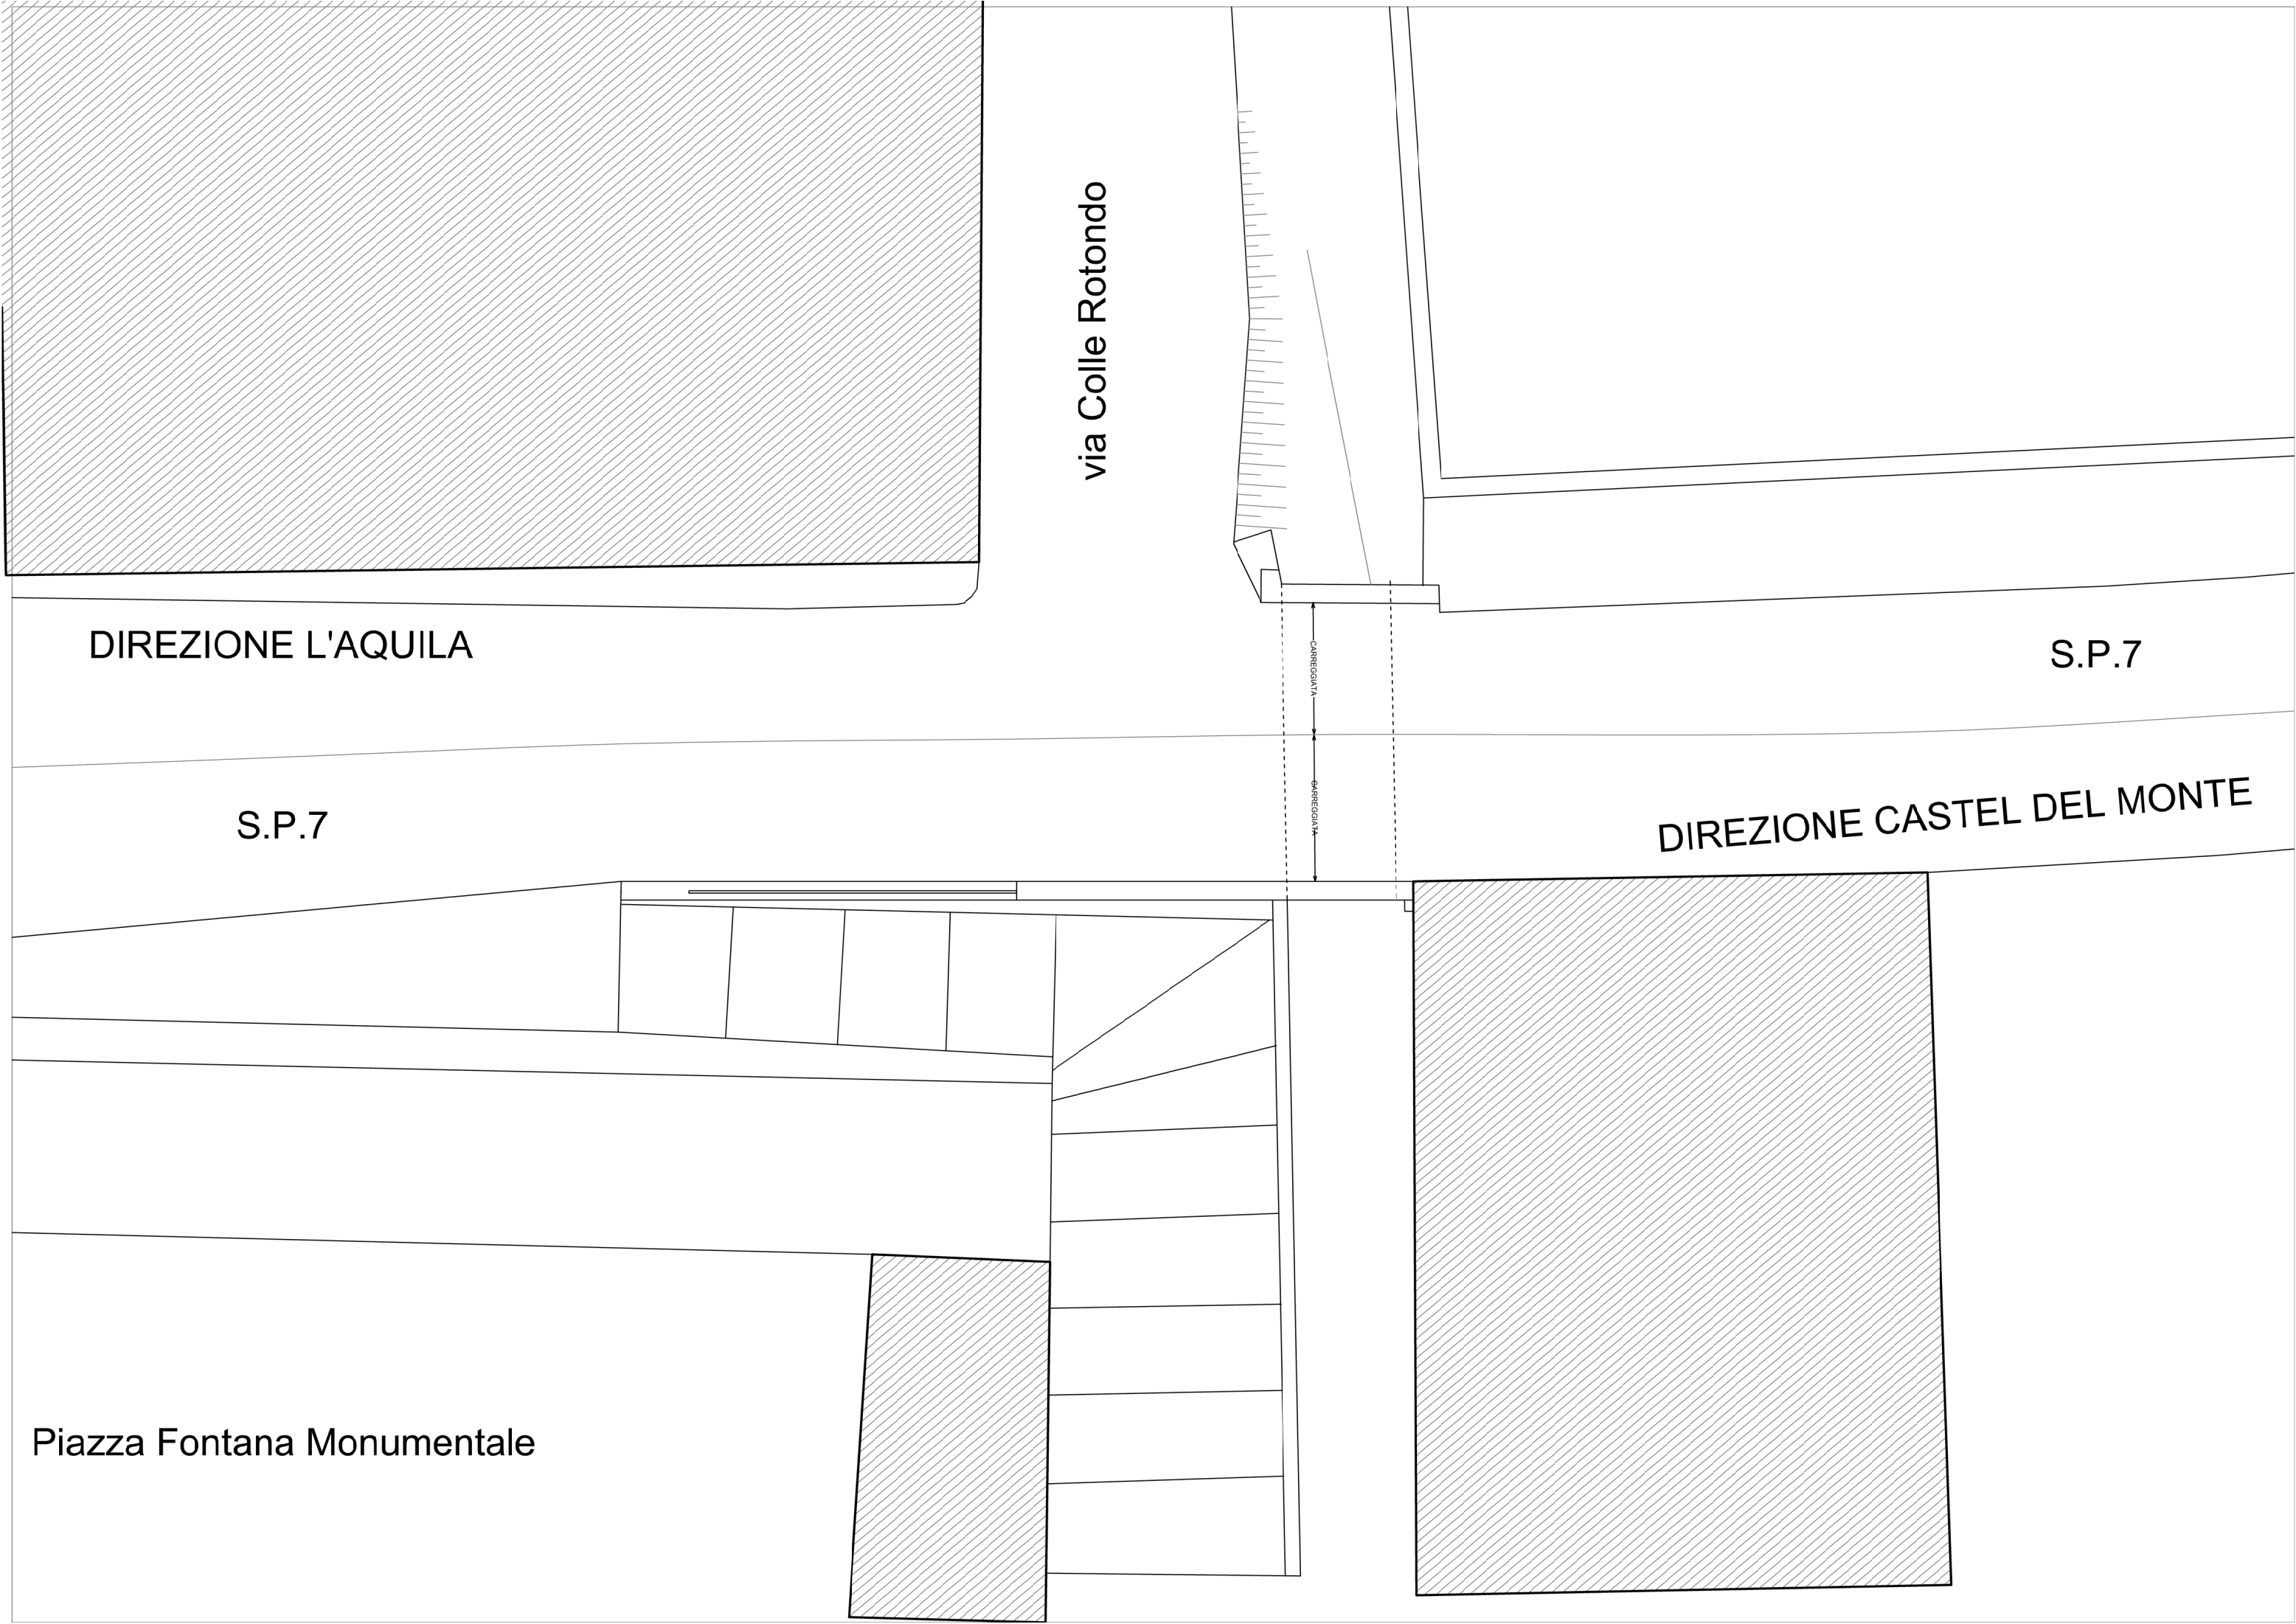 via Colle Rotondo
DIREZIONE L'AQUILA
S.P.7
CARREGGIATA
CARREGGIATA
S.P.7
DIREZIONE CASTEL DEL MONTE
Piazza Fontana Monumentale